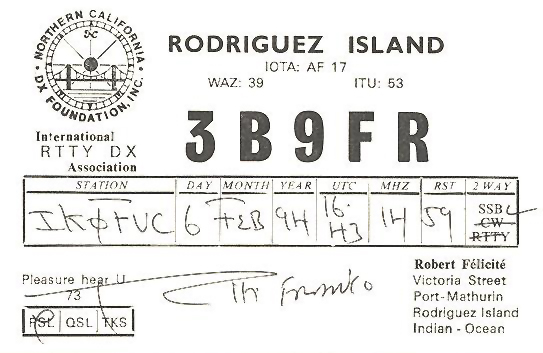 NORTHERN CALIFORNIA
DX FOUNDATION, INC.
RODRIGUEZ ISLAND
IOTA: AF 17
WAZ: 39 ITU: 53
International
RTTY DX
Association
3B9FR
STATION DAY MONTH YEAR UTC MHZ RST 2 WAY
IKØFVC 6 FEB 94 16.43 14 59 SSB
CW
RTTY
Pleasure hear U
73
PSL QSL TKS
Robert Félicité
Victoria Street
Port-Mathurin
Rodriguez Island
Indian - Ocean